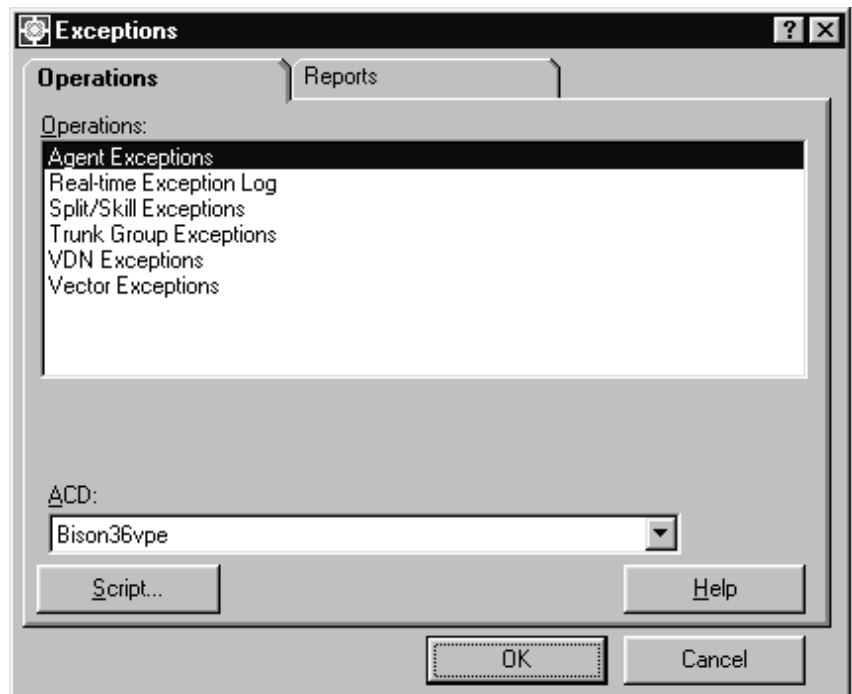 Exceptions
Operations
Reports
Operations:
Agent Exceptions
Real-time Exception Log
Split/Skill Exceptions
Trunk Group Exceptions
VDN Exceptions
Vector Exceptions
ACD:
Bison36vpe
Script...
Help
OK
Cancel